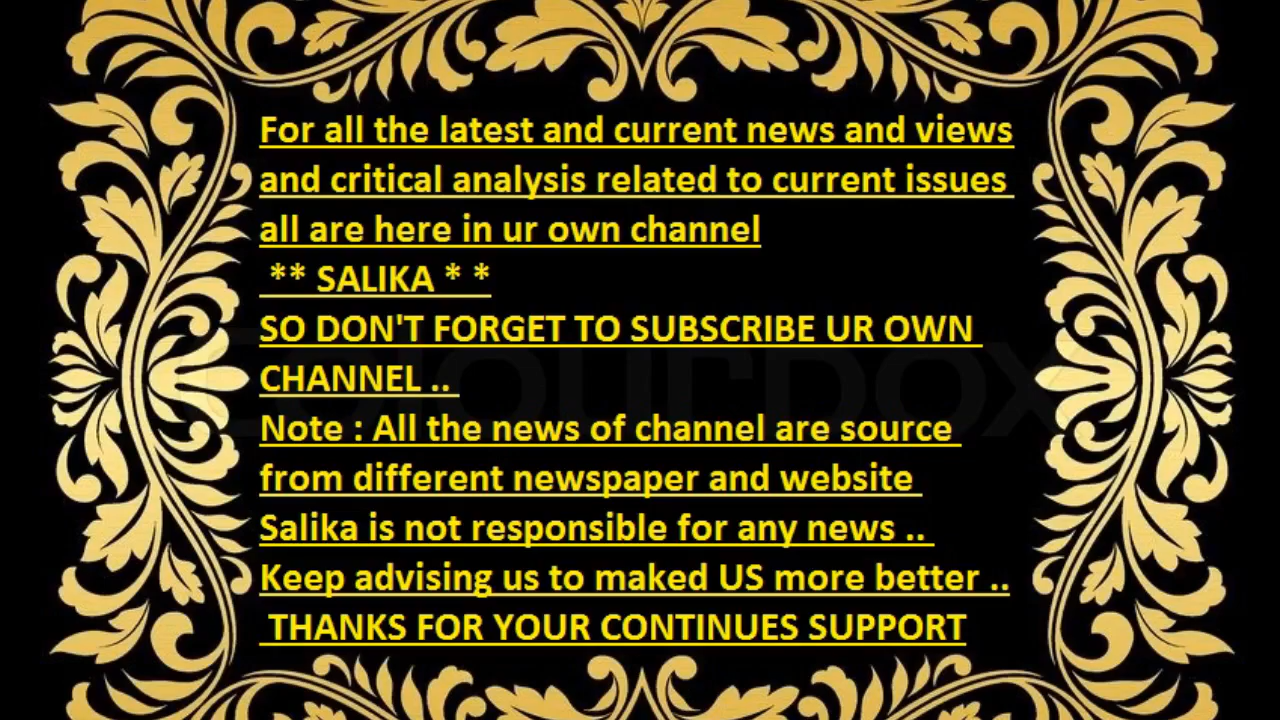 For all the latest and current news and views
and critical analysis related to current issues
all are here in ur own channel
** SALIKA * *
SO DON'T FORGET TO SUBSCRIBE UR OWN
CHANNEL ..
Note : All the news of channel are source
from different newspaper and website
Salika is not responsible for any news ..
Keep advising us to maked US more better ..
THANKS FOR YOUR CONTINUES SUPPORT
colourbox